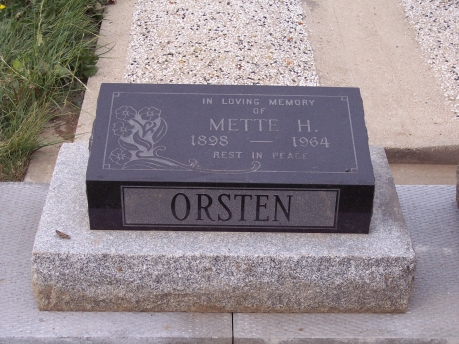 IN LOVING MEMORY
OF
METTE H.
1898 — 1964
REST IN PEACE
ORSTEN